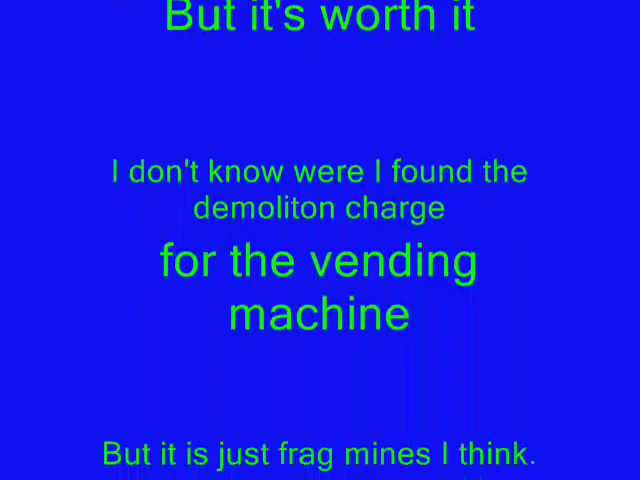 But it's worth it
I don't know were I found the
demoliton charge
for the vending
machine
But it is just frag mines I think.